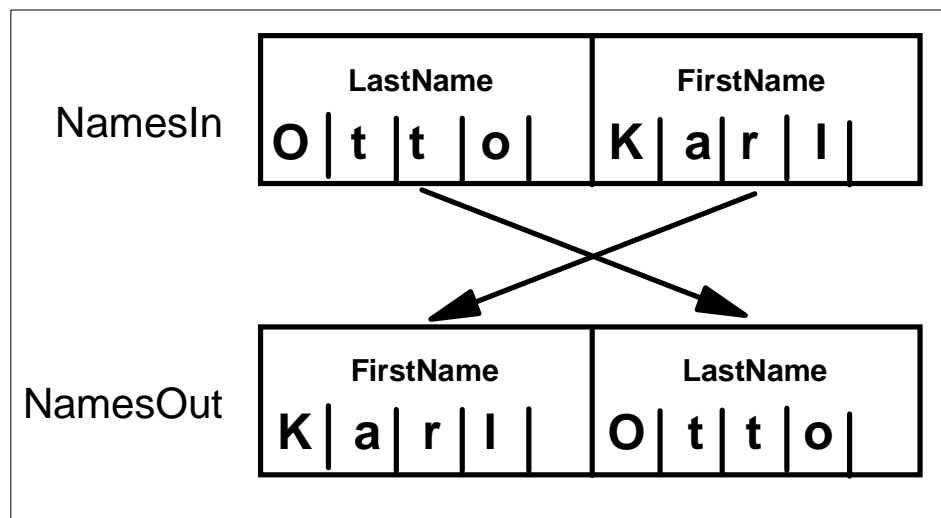 LastName FirstName
NamesIn
O t t o K a r l
FirstName LastName
NamesOut
K a r l O t t o